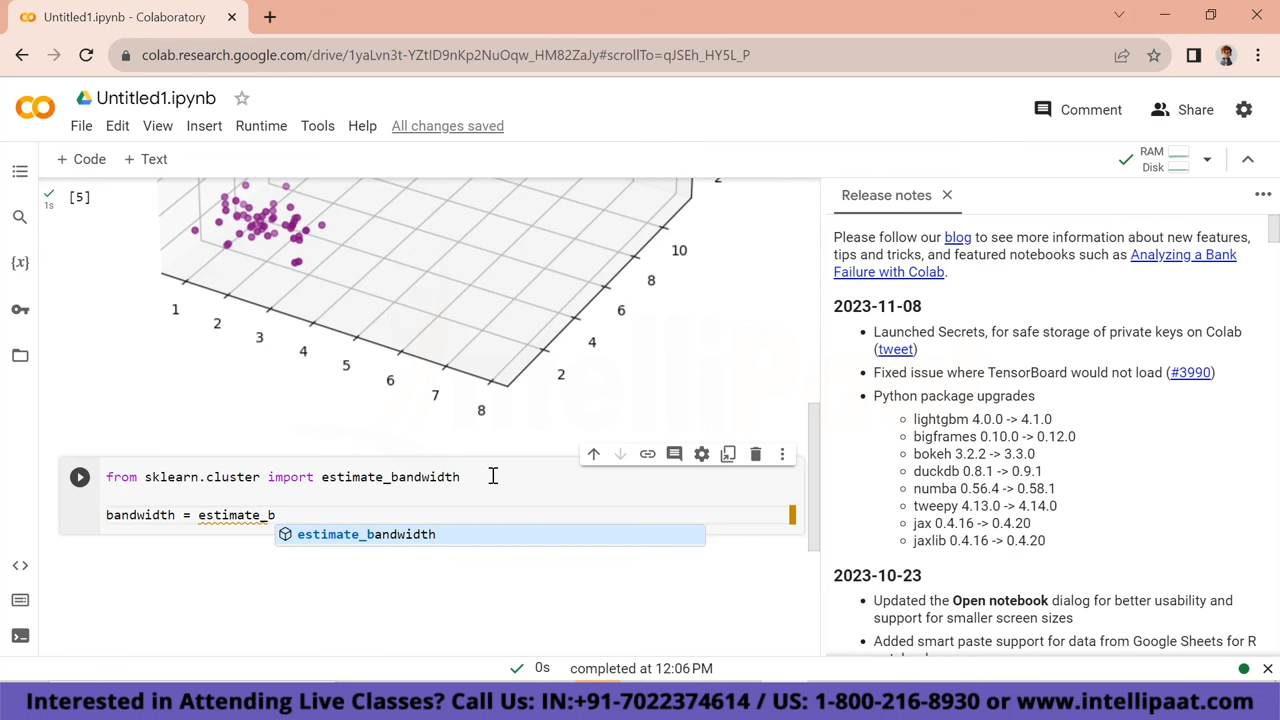 Untitled1.ipynb - Colaboratory
colab.research.google.com/drive/1yaLvn3t-YZtID9nKp2NuOqw_HM82ZaJy#scrollTo=qJSEh_HY5L_P
Untitled1.ipynb
Comment
Share
File Edit View Insert Runtime Tools Help All changes saved
+ Code + Text
RAM
Disk
[5]
1s
2
10
8
6
4
2
1
2
3
4
5
6
7
8
from sklearn.cluster import estimate_bandwidth
bandwidth = estimate_b
estimate_bandwidth
Release notes
Please follow our blog to see more information about new features,
tips and tricks, and featured notebooks such as Analyzing a Bank
Failure with Colab.
2023-11-08
Launched Secrets, for safe storage of private keys on Colab
(tweet)
Fixed issue where TensorBoard would not load (#3990)
Python package upgrades
lightgbm 4.0.0 -> 4.1.0
bigframes 0.10.0 -> 0.12.0
bokeh 3.2.2 -> 3.3.0
duckdb 0.8.1 -> 0.9.1
numba 0.56.4 -> 0.58.1
tweepy 4.13.0 -> 4.14.0
jax 0.4.16 -> 0.4.20
jaxlib 0.4.16 -> 0.4.20
2023-10-23
Updated the Open notebook dialog for better usability and
support for smaller screen sizes
Added smart paste support for data from Google Sheets for R
0s completed at 12:06 PM
Interested in Attending Live Classes? Call Us: IN:+91-7022374614 / US: 1-800-216-8930 or www.intellipaat.com